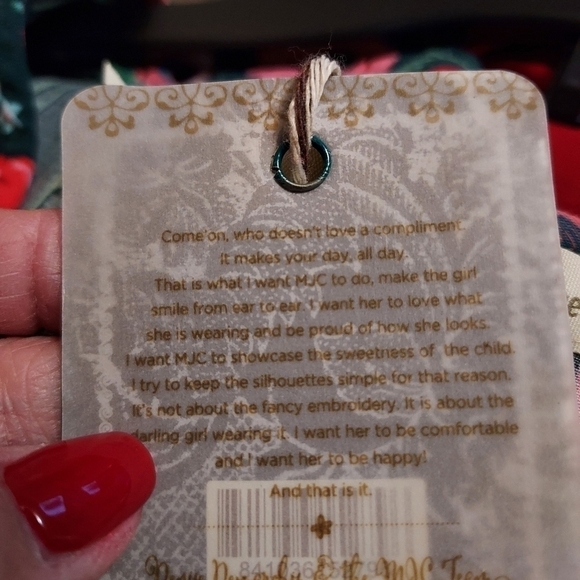 Come'on, who doesn't love a compliment.
It makes your day, all day.
That is what I want MJC to do, make the girl
smile from ear to ear. I want her to love what
she is wearing and be proud of how she looks.
I want MJC to showcase the sweetness of the child.
I try to keep the silhouettes simple for that reason.
It's not about the fancy embroidery. It is about the
darling girl wearing it. I want her to be comfortable
and I want her to be happy!
And that is it.
& the MJC